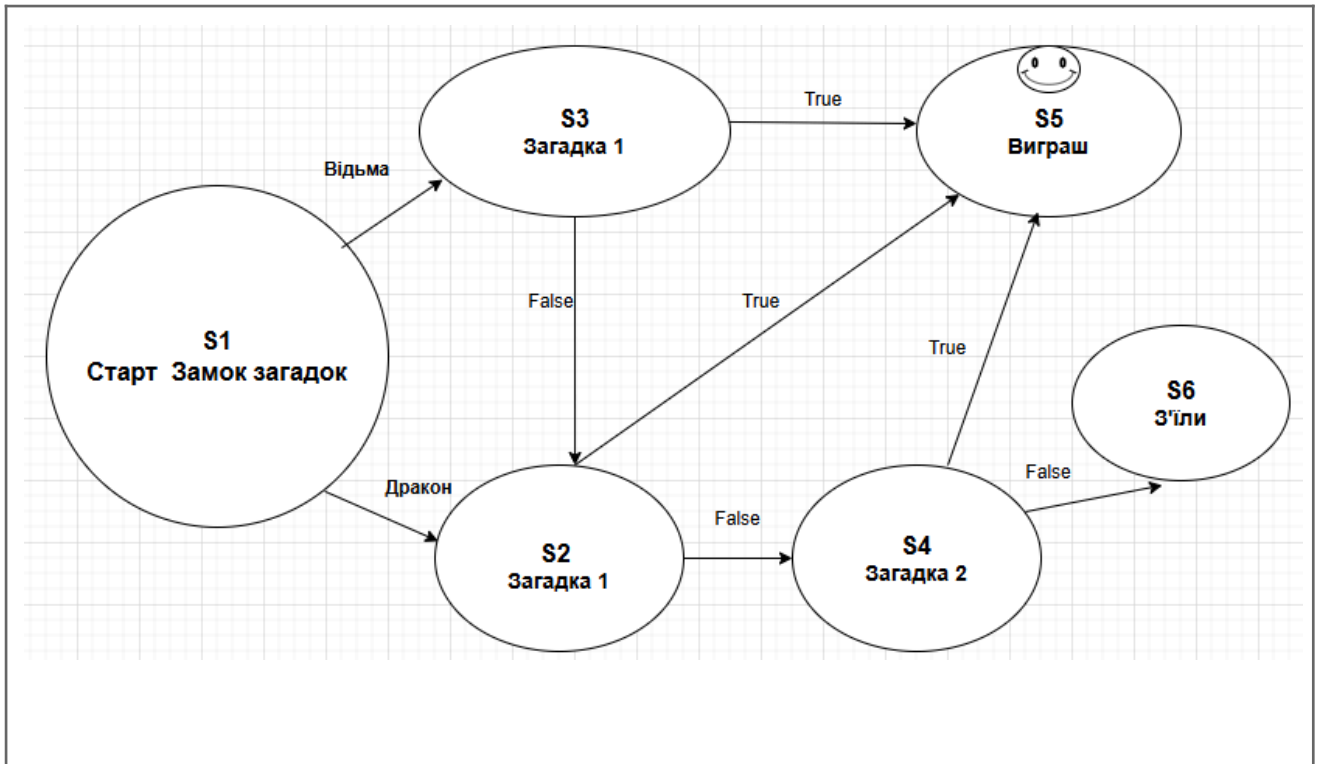 S3
Загадка 1
True
S5
Виграш
Відьма
S1
Старт Замок загадок
False
True
True
S6
З'їли
Дракон
False
False
S2
Загадка 1
S4
Загадка 2